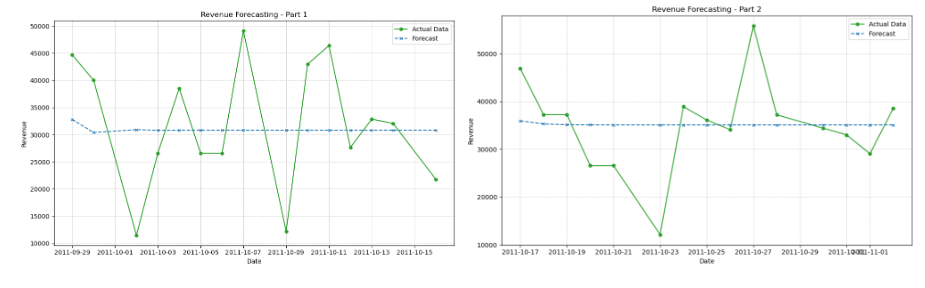 Revenue Forecasting - Part 1
Actual Data
Forecast
50000
45000
40000
35000
30000
25000
20000
15000
10000
Revenue
2011-09-29 2011-10-01 2011-10-03 2011-10-05 2011-10-07 2011-10-09 2011-10-11 2011-10-13 2011-10-15
Date
Revenue Forecasting - Part 2
Actual Data
Forecast
50000
40000
30000
20000
10000
Revenue
2011-10-17 2011-10-19 2011-10-21 2011-10-23 2011-10-25 2011-10-27 2011-10-29 2011-11-01
Date